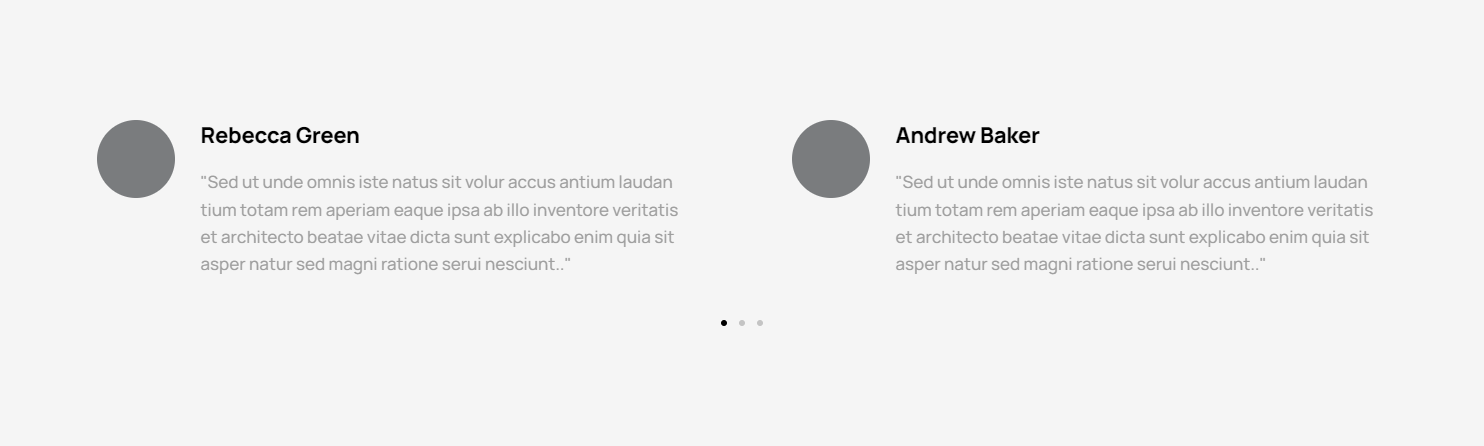 Rebecca Green
"Sed ut unde omnis iste natus sit volur accus antium laudan
tium totam rem aperiam eaque ipsa ab illo inventore veritatis
et architecto beatae vitae dicta sunt explicabo enim quia sit
asper natur sed magni ratione serui nesciunt.."
Andrew Baker
"Sed ut unde omnis iste natus sit volur accus antium laudan
tium totam rem aperiam eaque ipsa ab illo inventore veritatis
et architecto beatae vitae dicta sunt explicabo enim quia sit
asper natur sed magni ratione serui nesciunt.."